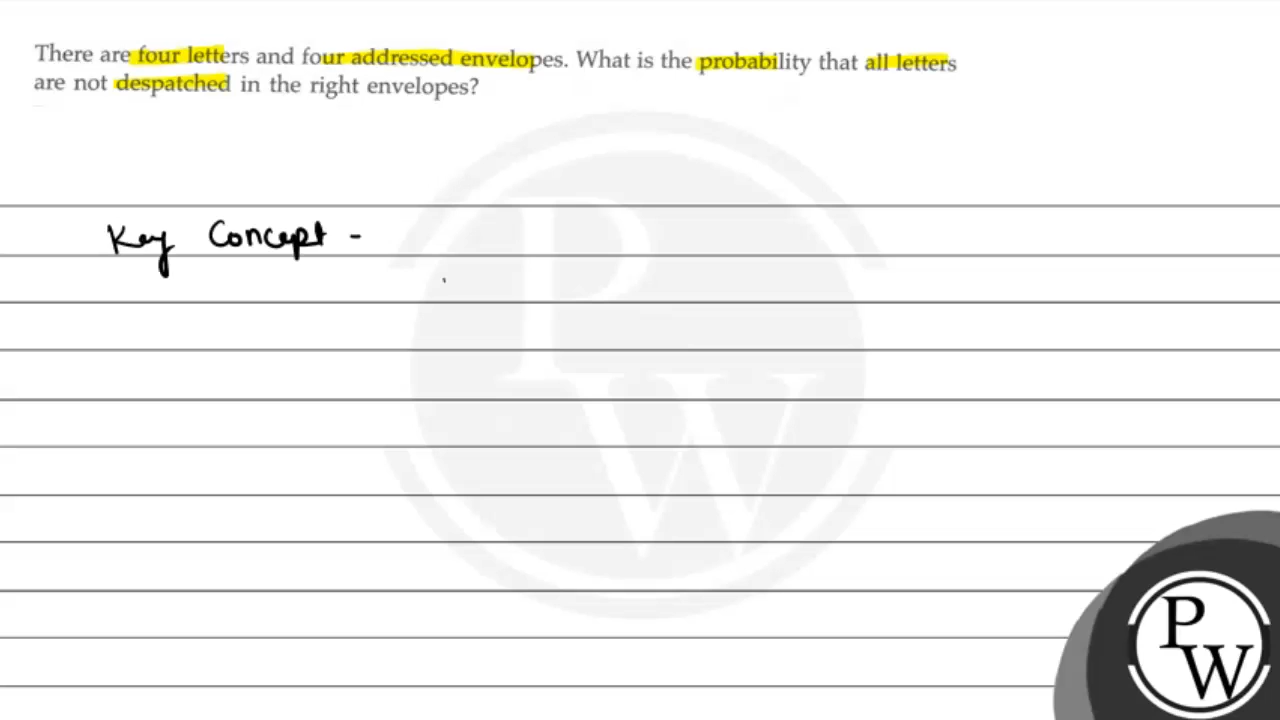 There are four letters and four addressed envelopes. What is the probability that all letters
are not despatched in the right envelopes?
Key Concept -
P
W
P
W